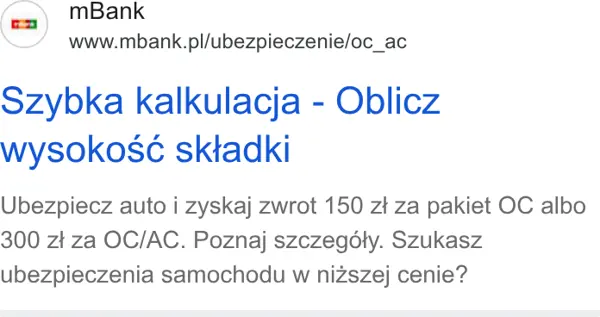 mBank
www.mbank.pl/ubezpieczenie/oc_ac
Szybka kalkulacja - Oblicz
wysokość składki
Ubezpiecz auto i zyskaj zwrot 150 zł za pakiet OC albo
300 zł za OC/AC. Poznaj szczegóły. Szukasz
ubezpieczenia samochodu w niższej cenie?